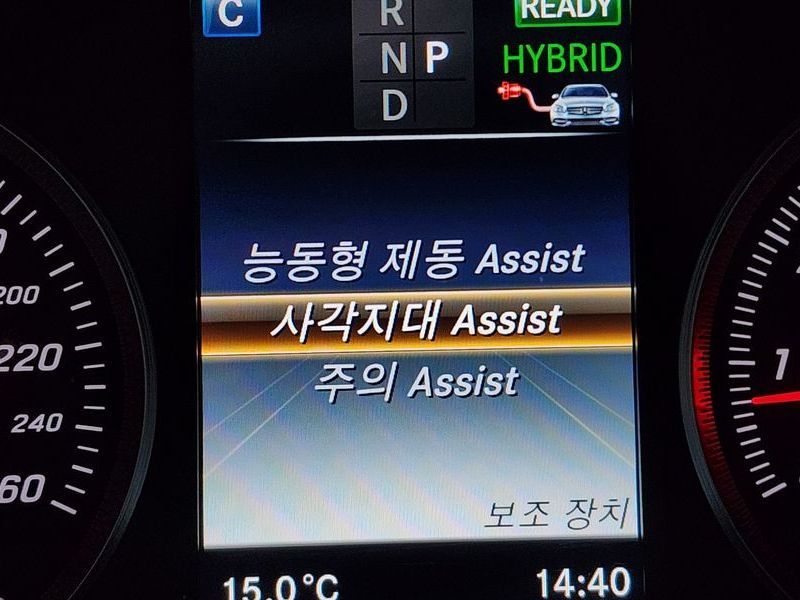 C
R
N P
D
READY
HYBRID
능동형 제동 Assist
사각지대 Assist
주의 Assist
보조 장치
200
220
240
1
15.0°C
14:40